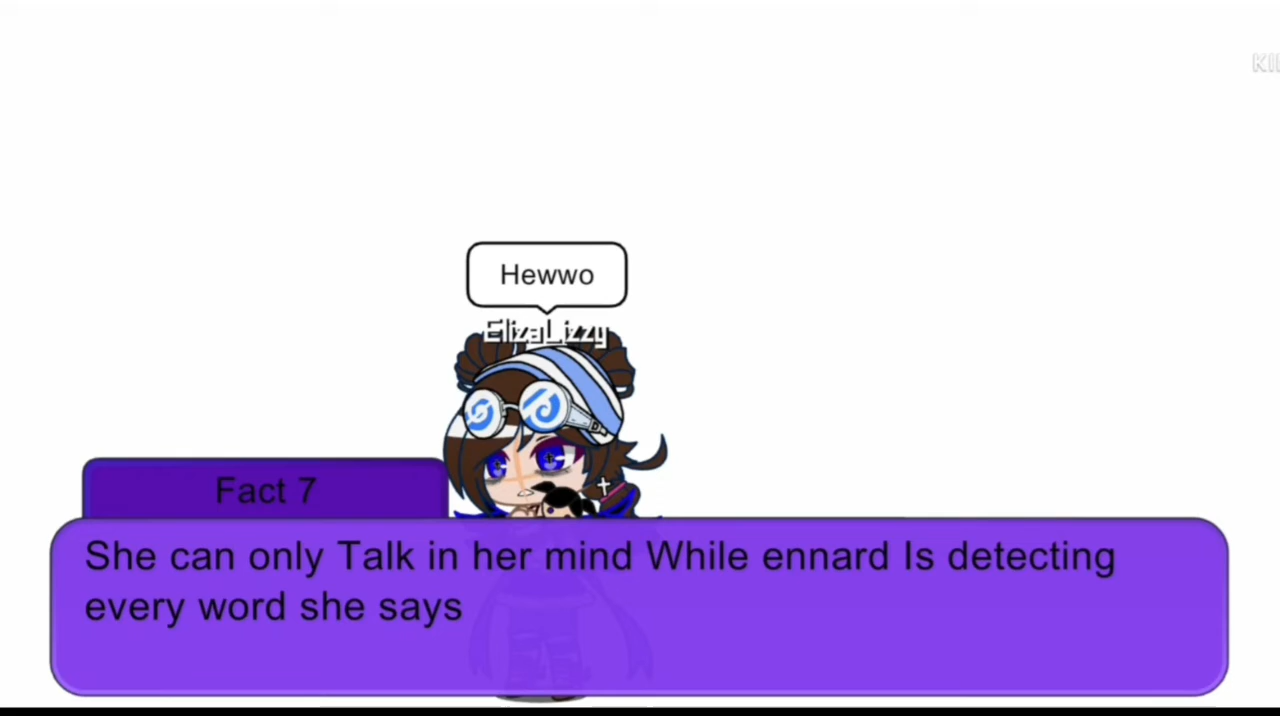 Hewwo
ElizaLizzy
Fact 7
She can only Talk in her mind While ennard Is detecting
every word she says